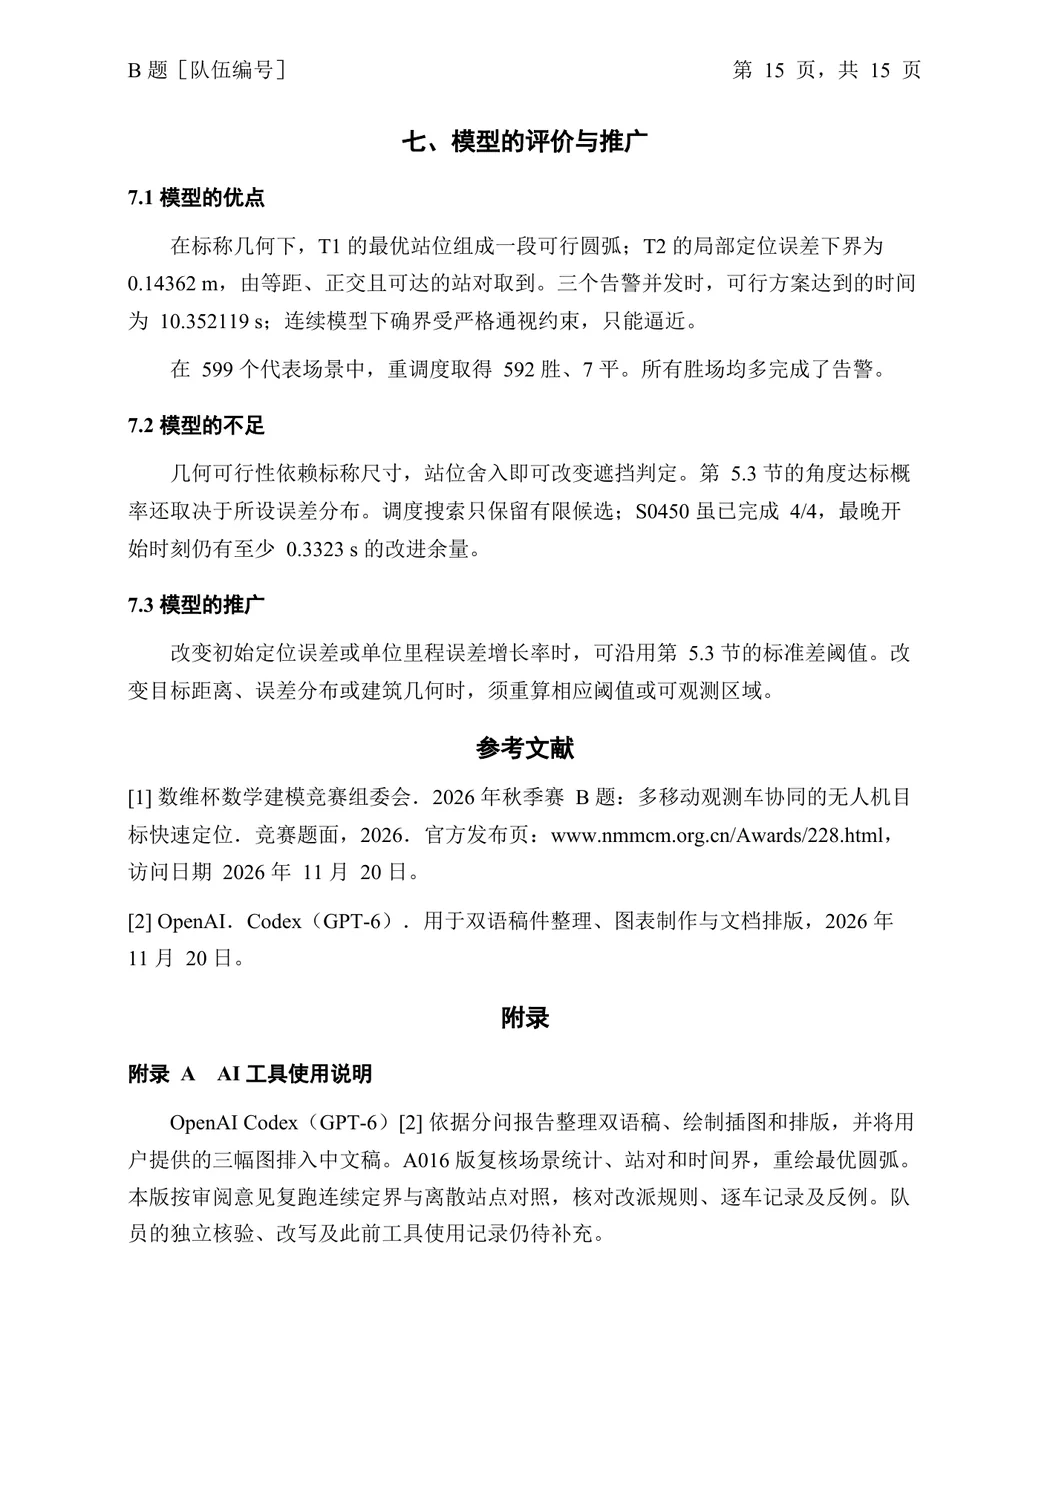 B 题［队伍编号］
第 15 页，共 15 页
七、模型的评价与推广
7.1 模型的优点
在标称几何下，T1 的最优站位组成一段可行圆弧；T2 的局部定位误差下界为
0.14362 m，由等距、正交且可达的站对取到。三个告警并发时，可行方案达到的时间
为 10.352119 s；连续模型下确界受严格通视约束，只能逼近。
在 599 个代表场景中，重调度取得 592 胜、7 平。所有胜场均多完成了告警。
7.2 模型的不足
几何可行性依赖标称尺寸，站位舍入即可改变遮挡判定。第 5.3 节的角度达标概
率还取决于所设误差分布。调度搜索只保留有限候选；S0450 虽已完成 4/4，最晚开
始时刻仍有至少 0.3323 s 的改进余量。
7.3 模型的推广
改变初始定位误差或单位里程误差增长率时，可沿用第 5.3 节的标准差阈值。改
变目标距离、误差分布或建筑几何时，须重算相应阈值或可观测区域。
参考文献
[1] 数维杯数学建模竞赛组委会．2026 年秋季赛 B 题：多移动观测车协同的无人机目
标快速定位．竞赛题面，2026．官方发布页：www.nmmcm.org.cn/Awards/228.html，
访问日期 2026 年 11 月 20 日。
[2] OpenAI．Codex（GPT-6）．用于双语稿件整理、图表制作与文档排版，2026 年
11 月 20 日。
附录
附录 A　AI 工具使用说明
OpenAI Codex（GPT-6）[2] 依据分问报告整理双语稿、绘制插图和排版，并将用
户提供的三幅图排入中文稿。A016 版复核场景统计、站对和时间界，重绘最优圆弧。
本版按审阅意见复跑连续定界与离散站点对照，核对改派规则、逐车记录及反例。队
员的独立核验、改写及此前工具使用记录仍待补充。